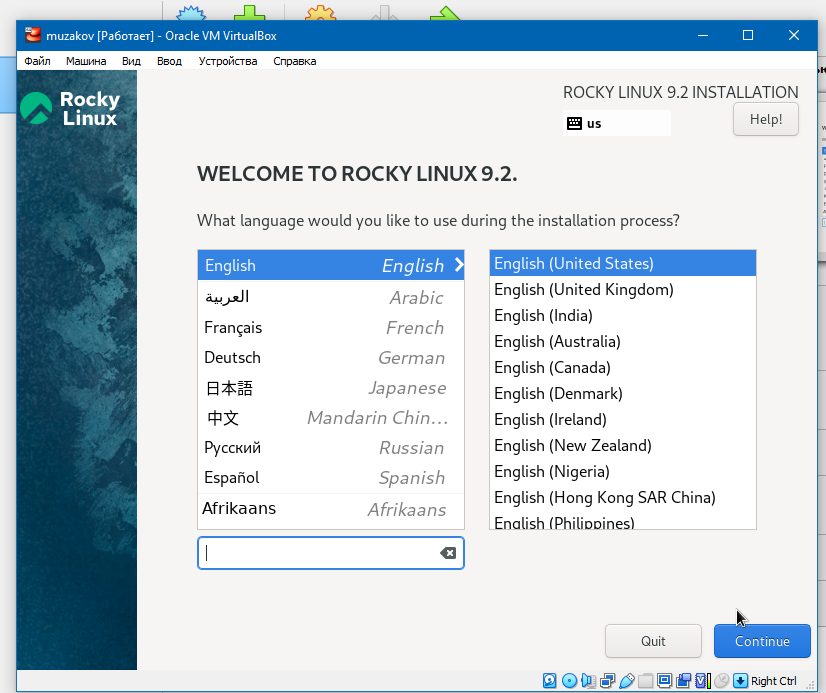 muzakov [Работает] - Oracle VM VirtualBox
Файл Машина Вид Ввод Устройства Справка
Rocky
Linux
ROCKY LINUX 9.2 INSTALLATION
us
Help!
WELCOME TO ROCKY LINUX 9.2.
What language would you like to use during the installation process?
English English
العربية Arabic
Français French
Deutsch German
日本語 Japanese
中文 Mandarin Chin...
Русский Russian
Español Spanish
Afrikaans Afrikaans
English (United States)
English (United Kingdom)
English (India)
English (Australia)
English (Canada)
English (Denmark)
English (Ireland)
English (New Zealand)
English (Nigeria)
English (Hong Kong SAR China)
English (Philippines)
Quit
Continue
Right Ctrl